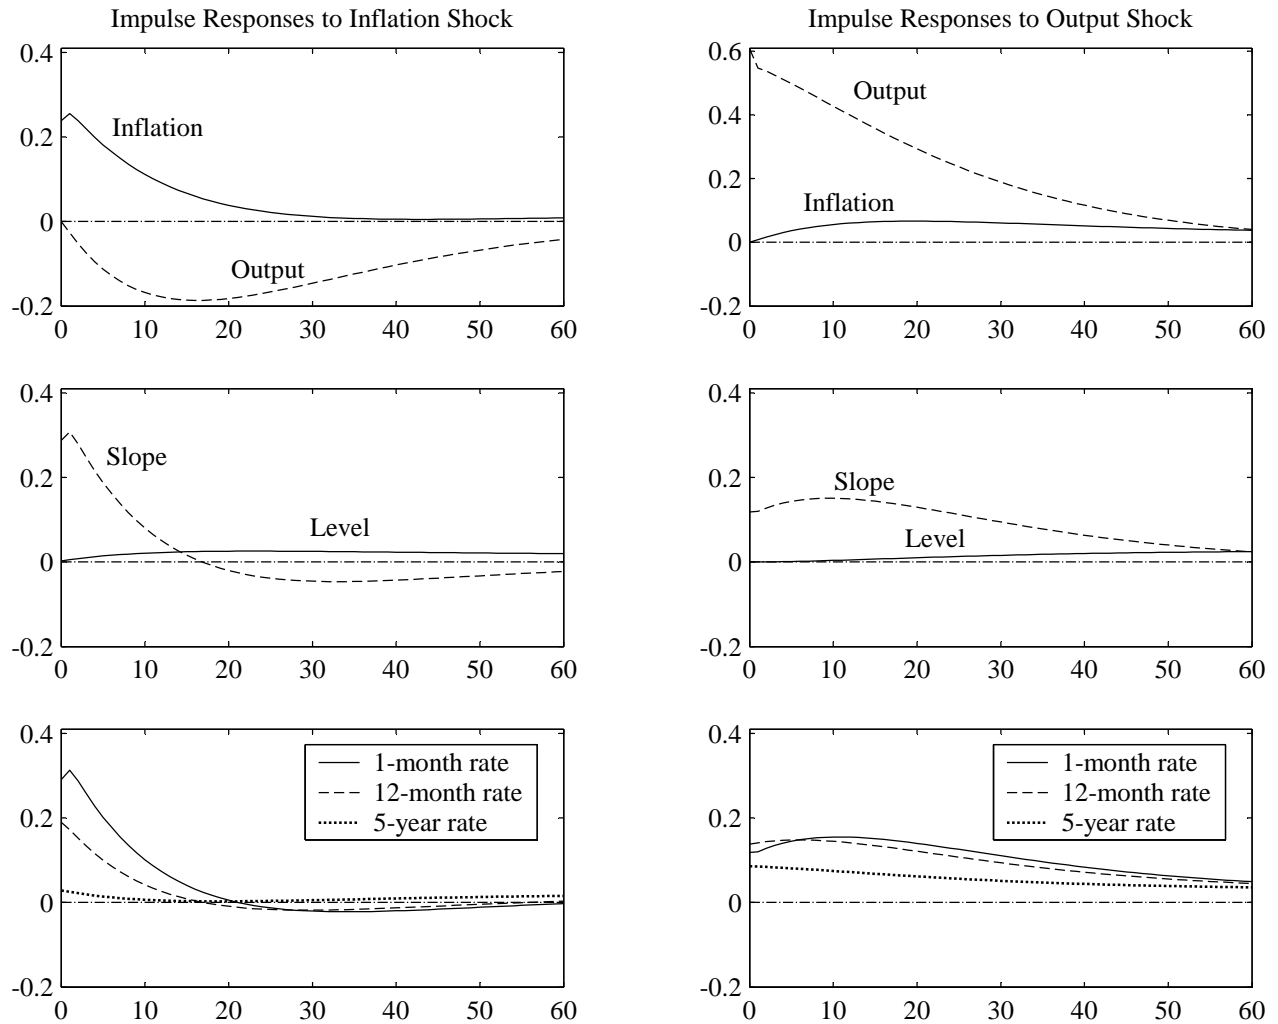 Impulse Responses to Inflation Shock
0.4
0.2
0
-0.2
Inflation
Output
0 10 20 30 40 50 60
Impulse Responses to Output Shock
0.6
0.4
0.2
0
-0.2
Output
Inflation
0 10 20 30 40 50 60
0.4
0.2
0
-0.2
Slope
Level
0 10 20 30 40 50 60
0.4
0.2
0
-0.2
Slope
Level
0 10 20 30 40 50 60
0.4
0.2
0
-0.2
1-month rate
12-month rate
5-year rate
0 10 20 30 40 50 60
0.4
0.2
0
-0.2
1-month rate
12-month rate
5-year rate
0 10 20 30 40 50 60